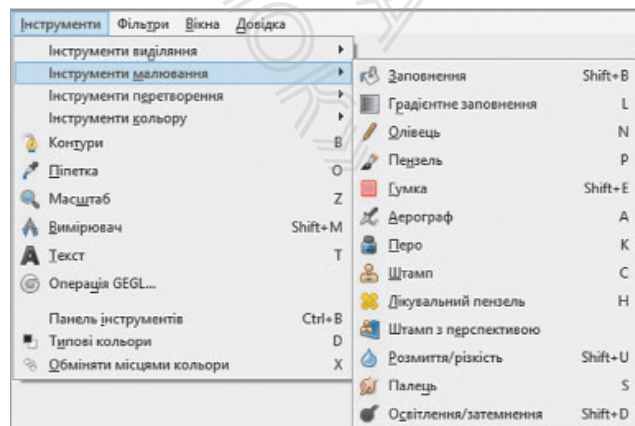 Інструменти Фільтри Вікна Довідка
Інструменти виділяння
Інструменти малювання
Інструменти перетворення
Інструменти кольору
Контури B
Піпетка O
Масштаб Z
Вимірювач Shift+M
Текст T
Операція GEGL...
Панель інструментів Ctrl+B
Типові кольори D
Обміняти місцями кольори X
Заповнення Shift+B
Градієнтне заповнення L
Олівець N
Пензель P
Гумка Shift+E
Аерограф A
Перо K
Штамп C
Лікувальний пензель H
Штамп з перспективою
Розмиття/різкість Shift+U
Палець S
Освітлення/затемнення Shift+D